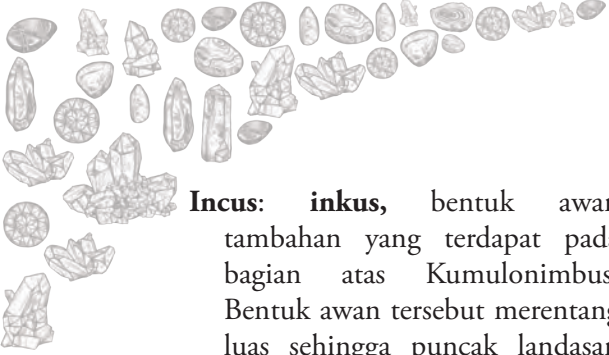 Incus: inkus, bentuk awan
tambahan yang terdapat pada
bagian atas Kumulonimbus
Bentuk awan tersebut merentang
luas sehingga puncak landasan